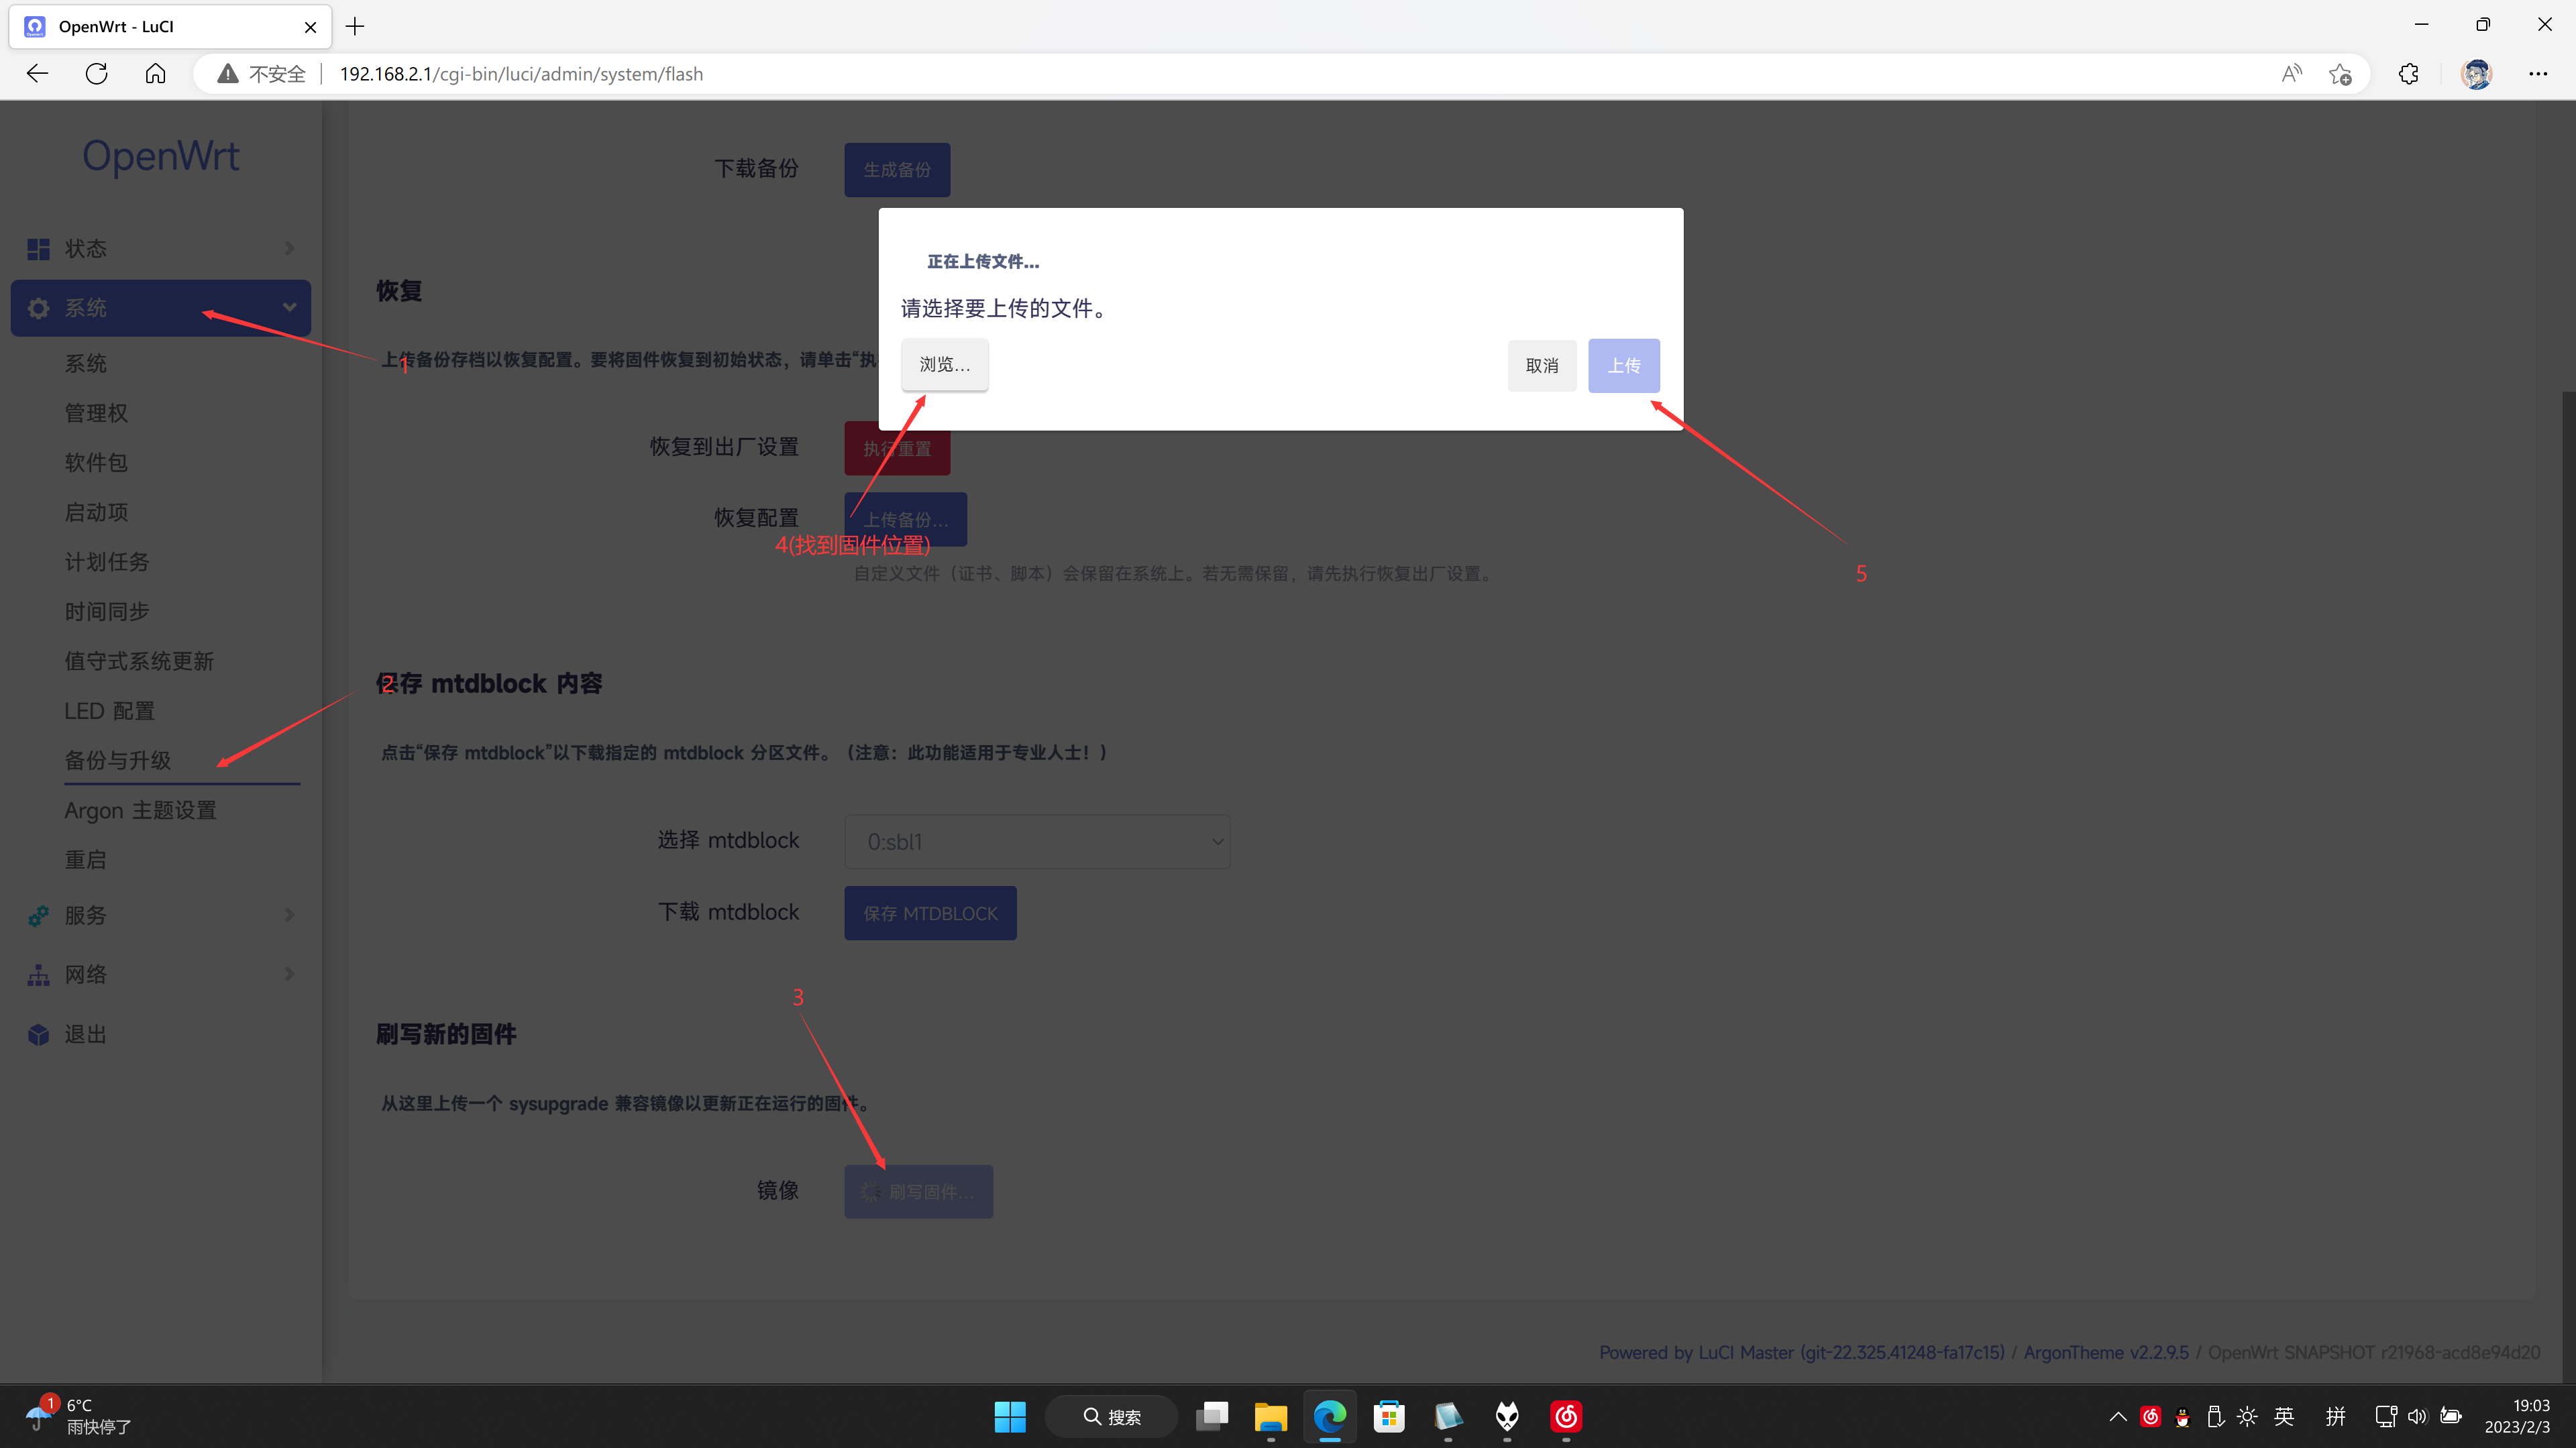 OpenWrt - LuCI
不安全
192.168.2.1/cgi-bin/luci/admin/system/flash
OpenWrt
状态
系统
系统
管理权
软件包
启动项
计划任务
时间同步
值守式系统更新
LED 配置
备份与升级
Argon 主题设置
重启
服务
网络
退出
下载备份
生成备份
恢复
1
上传备份存档以恢复配置。要将固件恢复到初始状态，请单击“执
恢复到出厂设置
执行重置
恢复配置
上传备份...
4(找到固件位置)
自定义文件（证书、脚本）会保留在系统上。若无需保留，请先执行恢复出厂设置。
正在上传文件...
请选择要上传的文件。
浏览...
取消
上传
5
2
保存 mtdblock 内容
点击“保存 mtdblock”以下载指定的 mtdblock 分区文件。（注意：此功能适用于专业人士！）
选择 mtdblock
0:sbl1
下载 mtdblock
保存 MTDBLOCK
3
刷写新的固件
从这里上传一个 sysupgrade 兼容镜像以更新正在运行的固件。
镜像
刷写固件...
Powered by LuCI Master (git-22.325.41248-fa17c15) / ArgonTheme v2.2.9.5 / OpenWrt SNAPSHOT r21968-acd8e94d20
1
6°C
雨快停了
搜索
英
拼
19:03
2023/2/3